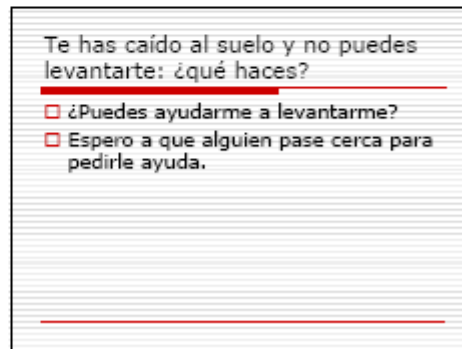 Te has caído al suelo y no puedes
levantarte: ¿qué haces?
¿Puedes ayudarme a levantarme?
Espero a que alguien pase cerca para
pedirle ayuda.